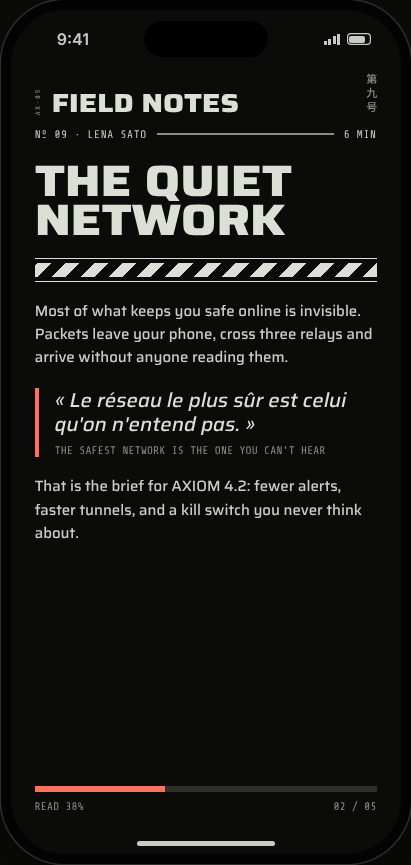 9:41
AX-09
FIELD NOTES
第九号
Nº 09 · LENA SATO
6 MIN
THE QUIET
NETWORK
Most of what keeps you safe online is invisible.
Packets leave your phone, cross three relays and
arrive without anyone reading them.
« Le réseau le plus sûr est celui
qu'on n'entend pas. »
THE SAFEST NETWORK IS THE ONE YOU CAN'T HEAR
That is the brief for AXIOM 4.2: fewer alerts,
faster tunnels, and a kill switch you never think
about.
READ 38%
02 / 05